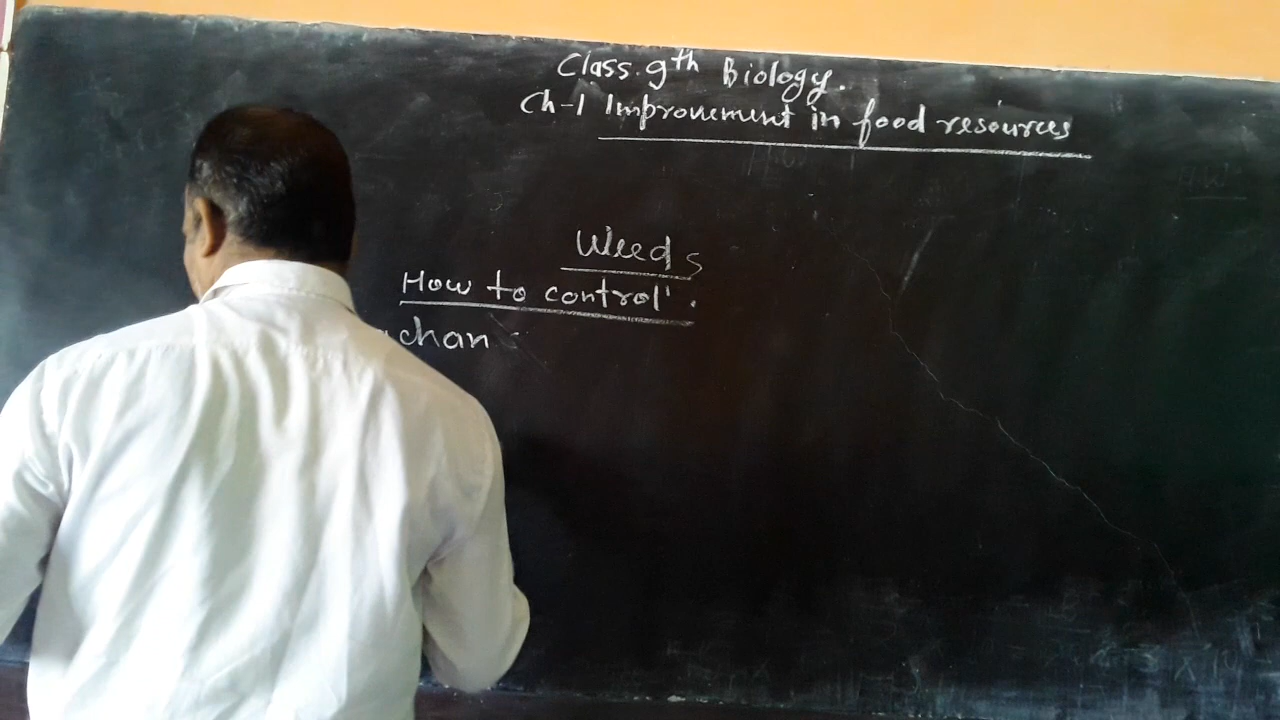 Class. 9th Biology.
Ch-1 Improvement in food resources
Weeds
How to control'.
chan